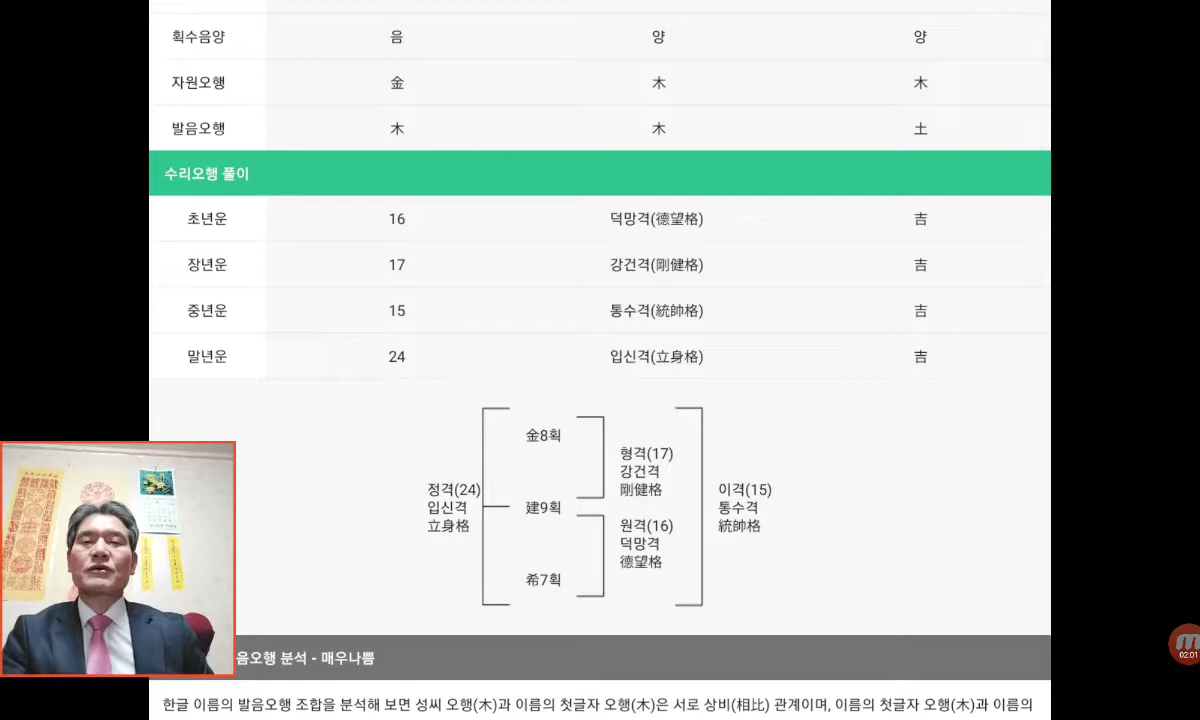 획수음양 음 양 양
자원오행 金 木 木
발음오행 木 木 土
수리오행 풀이
초년운 16 덕망격(德望格) 吉
장년운 17 강건격(剛健格) 吉
중년운 15 통수격(統帥格) 吉
말년운 24 입신격(立身格) 吉
金8획
형격(17)
강건격
剛健格
정격(24)
입신격
立身格
建9획
이격(15)
통수격
統帥格
원격(16)
덕망격
德望格
希7획
음오행 분석 - 매우나쁨
한글 이름의 발음오행 조합을 분석해 보면 성씨 오행(木)과 이름의 첫글자 오행(木)은 서로 상비(相比) 관계이며, 이름의 첫글자 오행(木)과 이름의
02:01